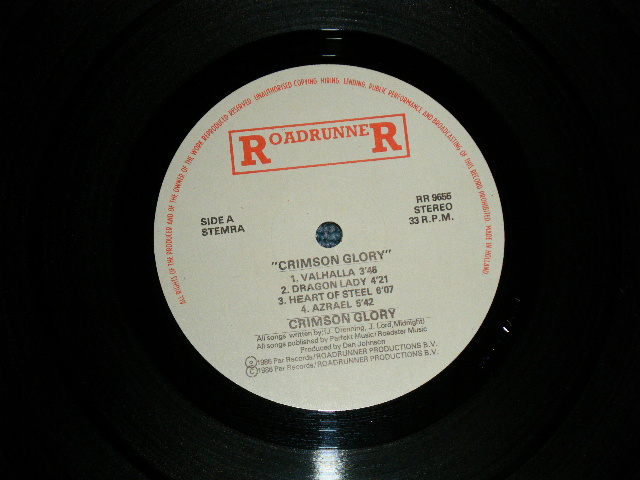 ALL RIGHTS OF THE PRODUCER AND OF THE OWNER OF THE WORK REPRODUCED RESERVED. UNAUTHORISED COPYING, HIRING, LENDING, PUBLIC PERFORMANCE AND BROADCASTING OF THIS RECORD PROHIBITED. MADE IN HOLLAND.
ROADRUNNER
SIDE A
STEMRA
RR 9655
STEREO
33 R.P.M.
"CRIMSON GLORY"
1. VALHALLA 3'46
2. DRAGON LADY 4'21
3. HEART OF STEEL 6'07
4. AZRAEL 5'42
CRIMSON GLORY
All songs written by:(J. Drenning, J. Lord, Midnight)
All songs published by Parfekt Music/Roadster Music
Produced by Dan Johnson
℗ 1986 Par Records/ROADRUNNER PRODUCTIONS B.V.
© 1986 Par Records/ROADRUNNER PRODUCTIONS B.V.